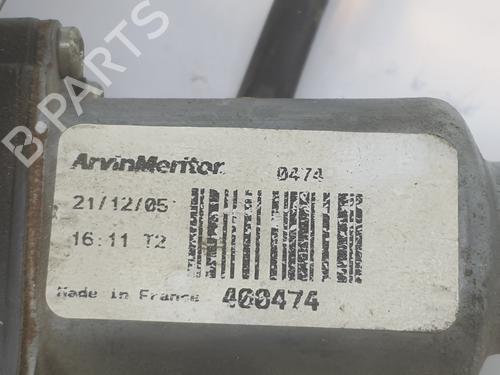 B-PARTS
ArvinMeritor 0474
21/12/05
16:11 T2
Made in France 400474